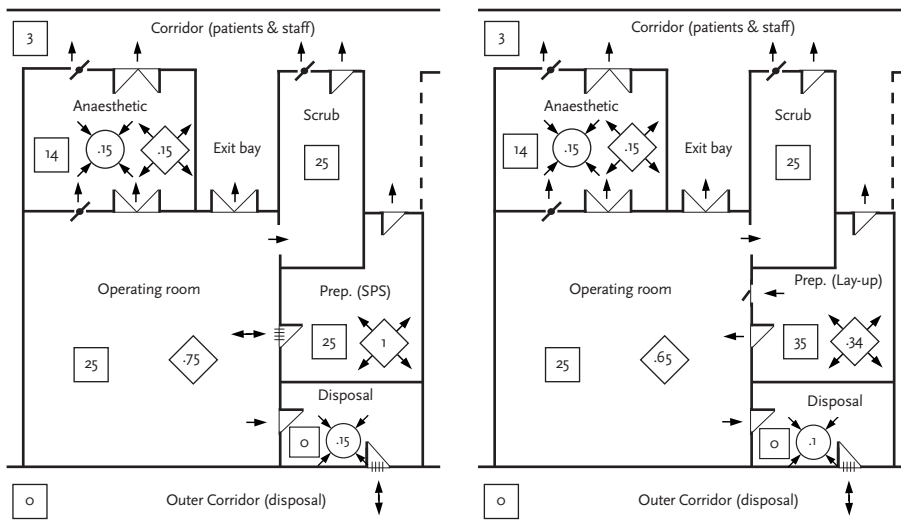 Corridor (patients & staff)
3
Anaesthetic
14
.15
.15
Exit bay
Scrub
25
Operating room
25
.75
Prep. (SPS)
25
1
Disposal
0
.15
0
Outer Corridor (disposal)
Corridor (patients & staff)
3
Anaesthetic
14
.15
.15
Exit bay
Scrub
25
Operating room
25
.65
Prep. (Lay-up)
35
.34
Disposal
0
.1
0
Outer Corridor (disposal)